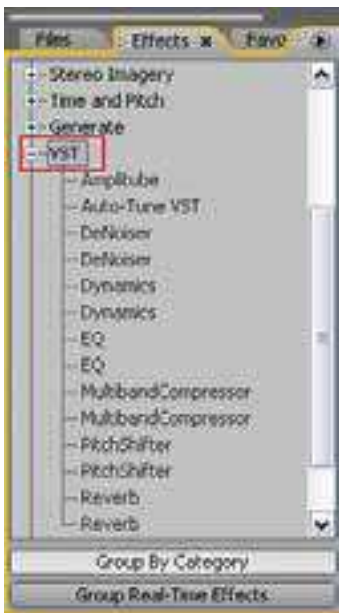 Files Effects x Favo
Stereo Imagery
Time and Pitch
Generate
VST
Amplitube
Auto-Tune VST
DeNoiser
DeNoiser
Dynamics
Dynamics
EQ
EQ
MultibandCompressor
MultibandCompressor
PitchShifter
PitchShifter
Reverb
Reverb
Group By Category
Group Real-Time Effects